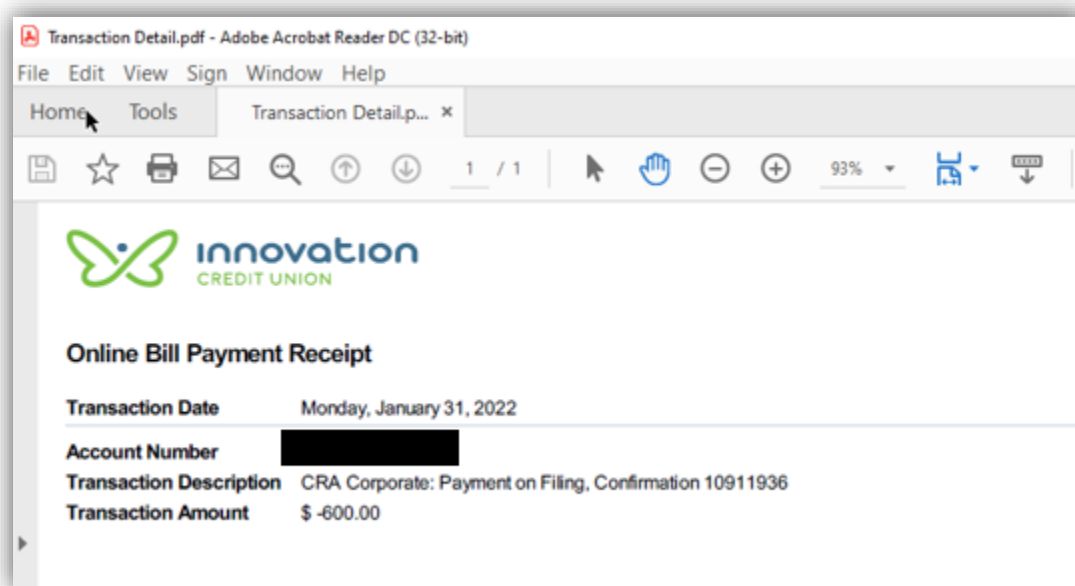 Transaction Detail.pdf - Adobe Acrobat Reader DC (32-bit)
File Edit View Sign Window Help
Home Tools Transaction Detail.p... ×
1 / 1 93%
innovation
CREDIT UNION
Online Bill Payment Receipt
Transaction Date Monday, January 31, 2022
Account Number
Transaction Description CRA Corporate: Payment on Filing, Confirmation 10911936
Transaction Amount $ -600.00